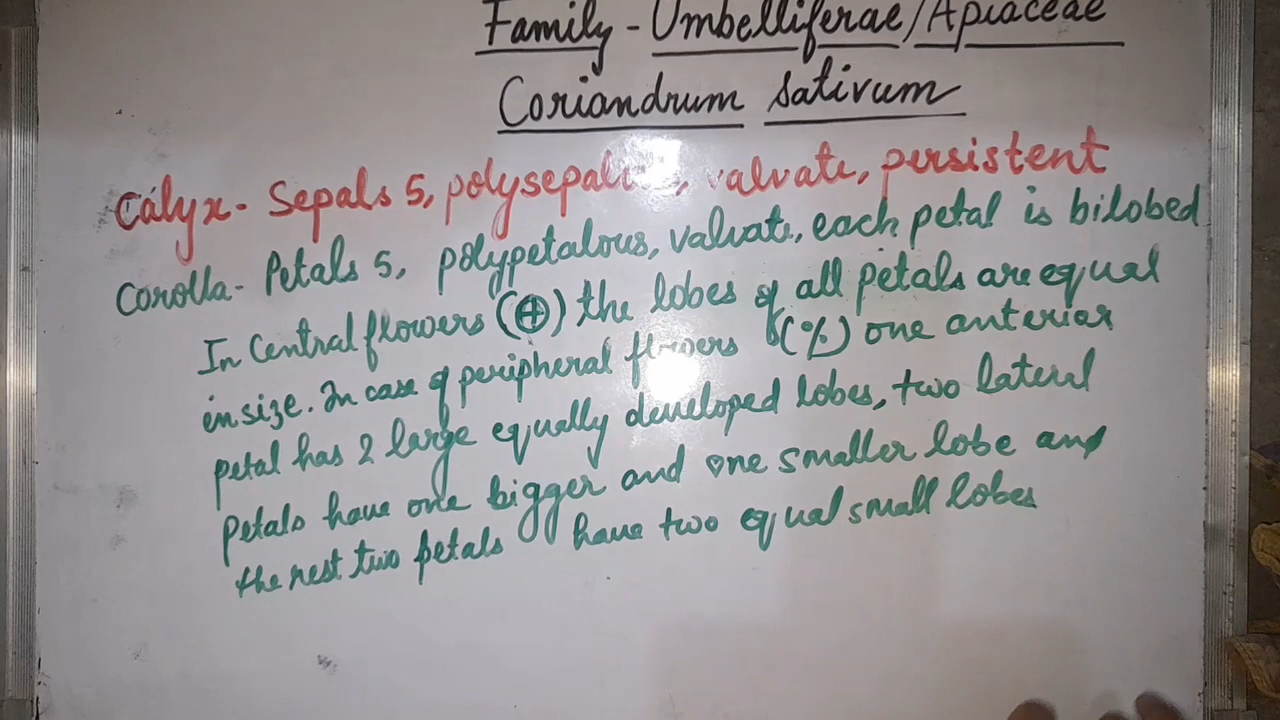 Family - Umbelliferae/Apiaceae
Coriandrum sativum
Calyx- Sepals 5, polysepalous, valvate, persistent
Corolla- Petals 5, polypetalous, valvate, each petal is bilobed
In Central flowers (⊕) the lobes of all petals are equal
in size. In case of peripheral flowers (%) one anterior
petal has 2 large equally developed lobes, two lateral
Petals have one bigger and one smaller lobe and
the rest two petals have two equal small lobes